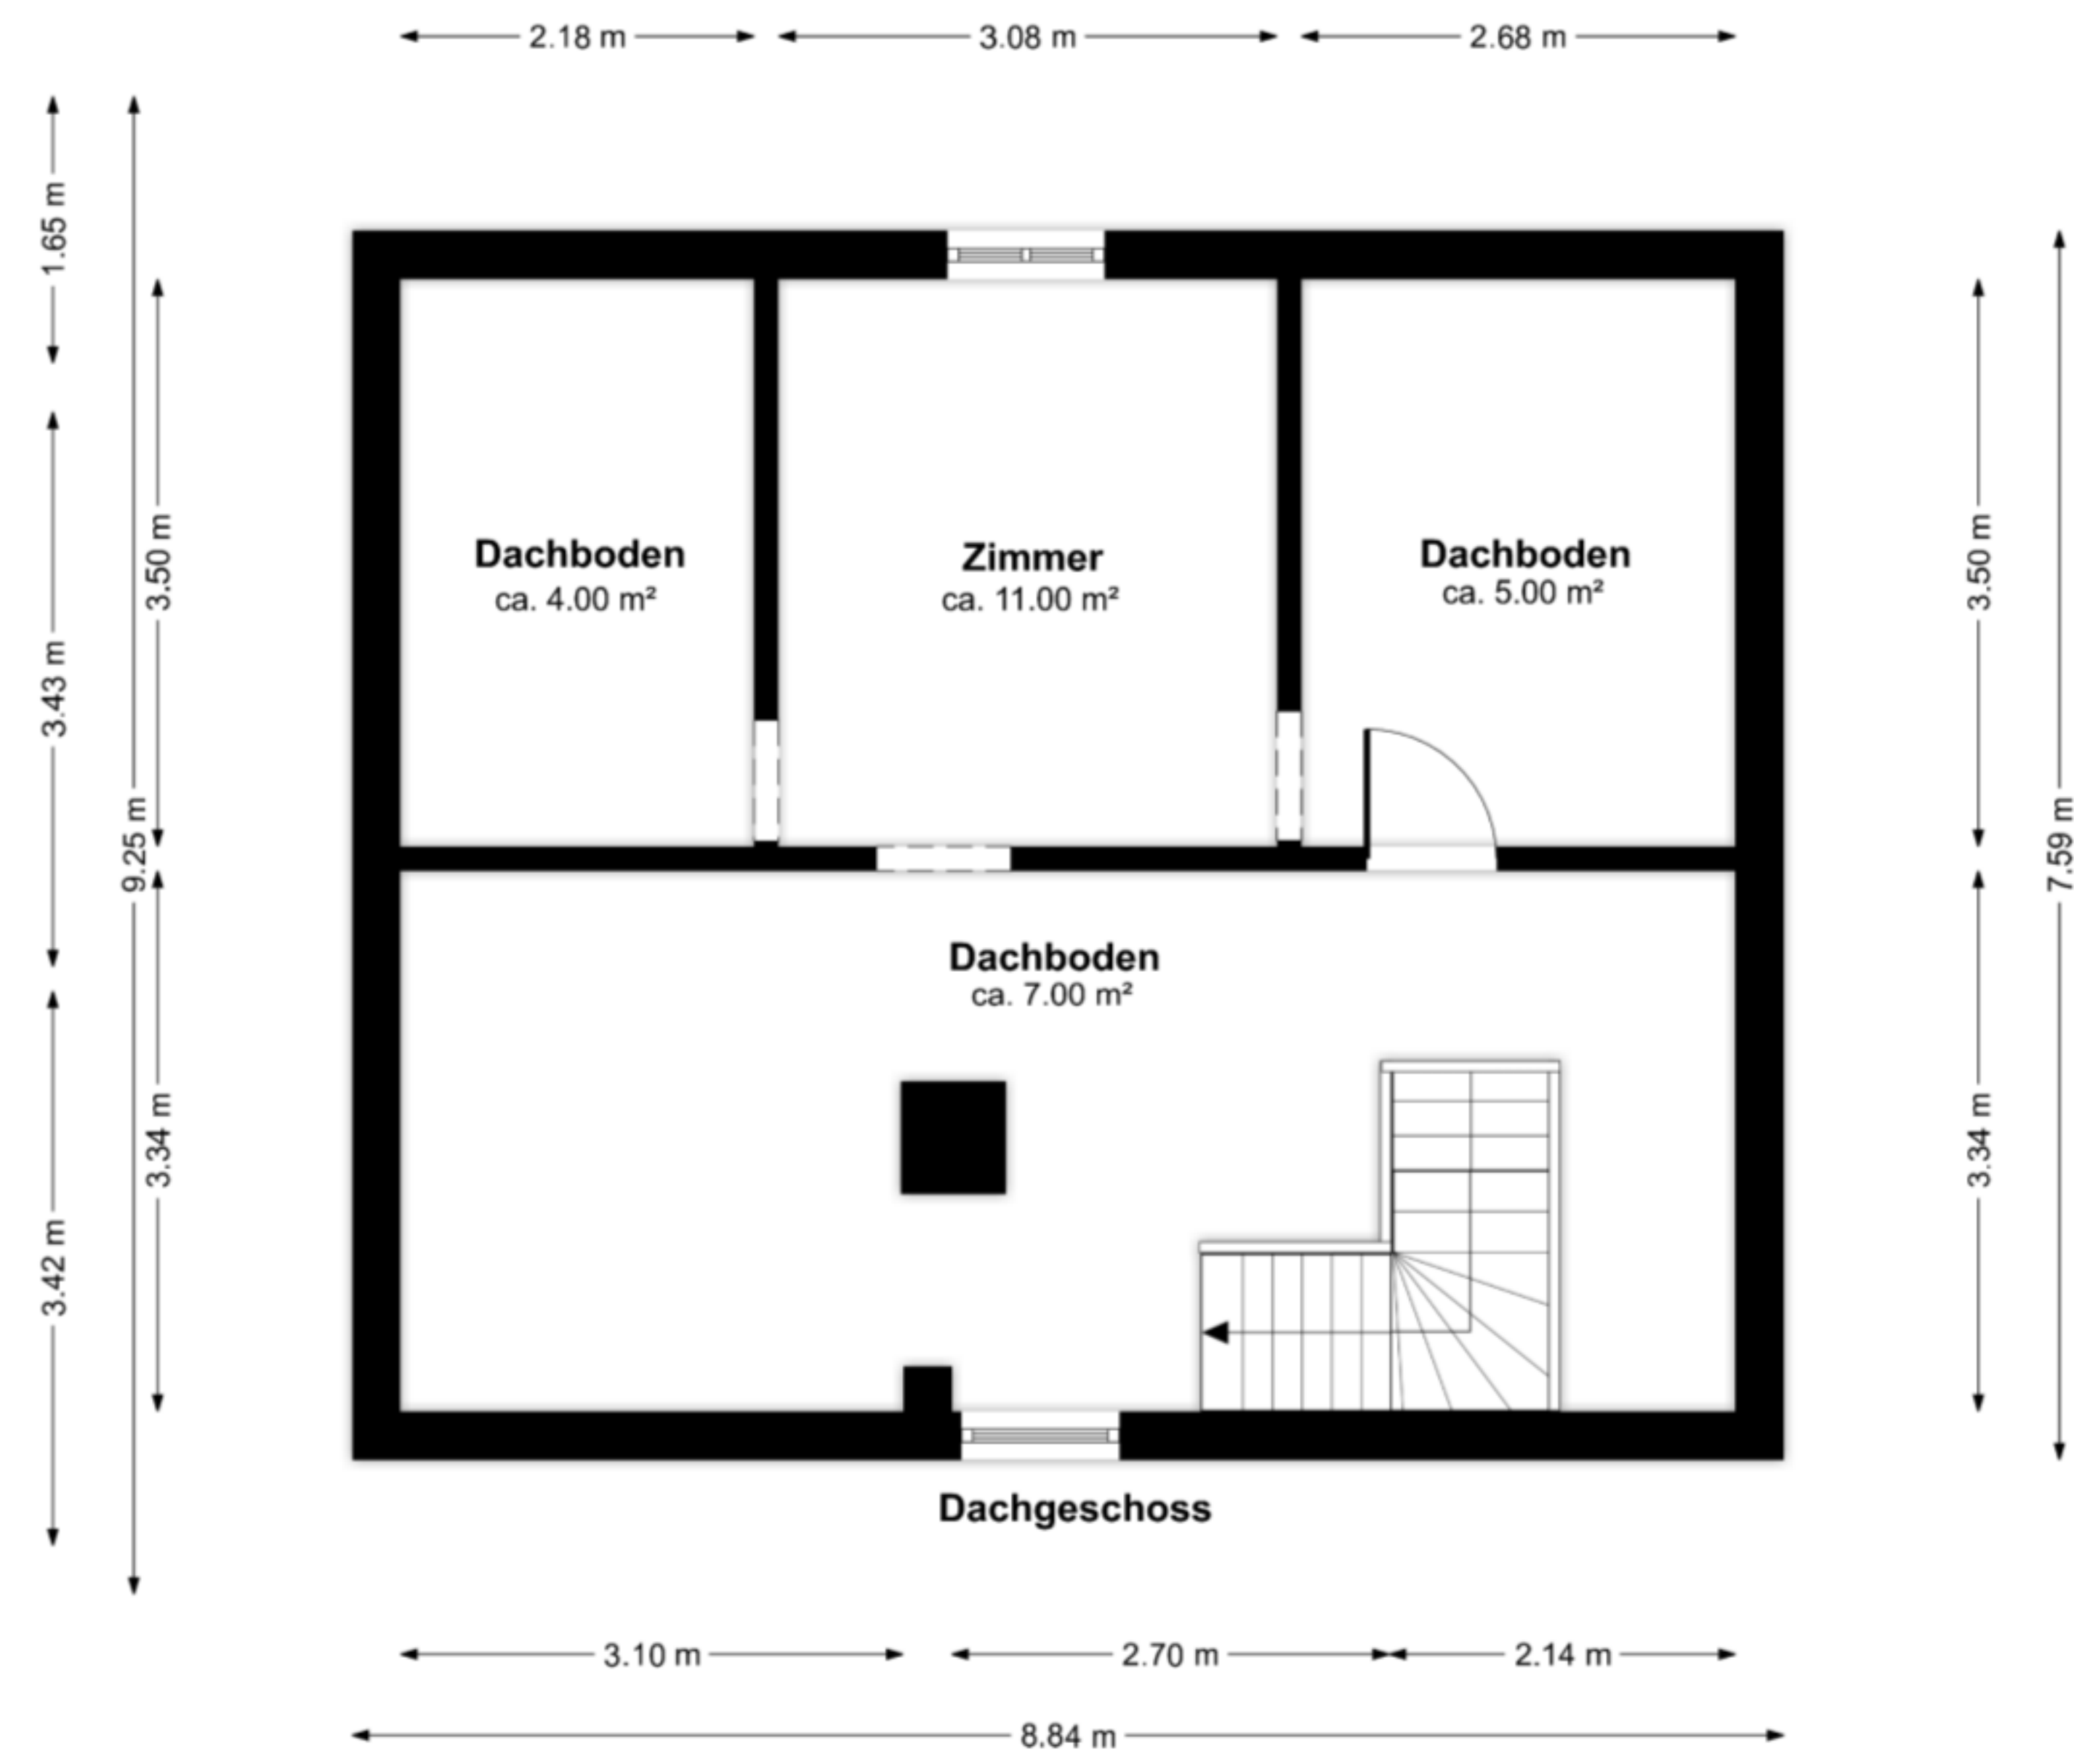 2.18 m
3.08 m
2.68 m
1.65 m
3.43 m
3.42 m
9.25 m
3.50 m
3.34 m
Dachboden
ca. 4.00 m²
Zimmer
ca. 11.00 m²
Dachboden
ca. 5.00 m²
Dachboden
ca. 7.00 m²
3.50 m
3.34 m
7.59 m
Dachgeschoss
3.10 m
2.70 m
2.14 m
8.84 m